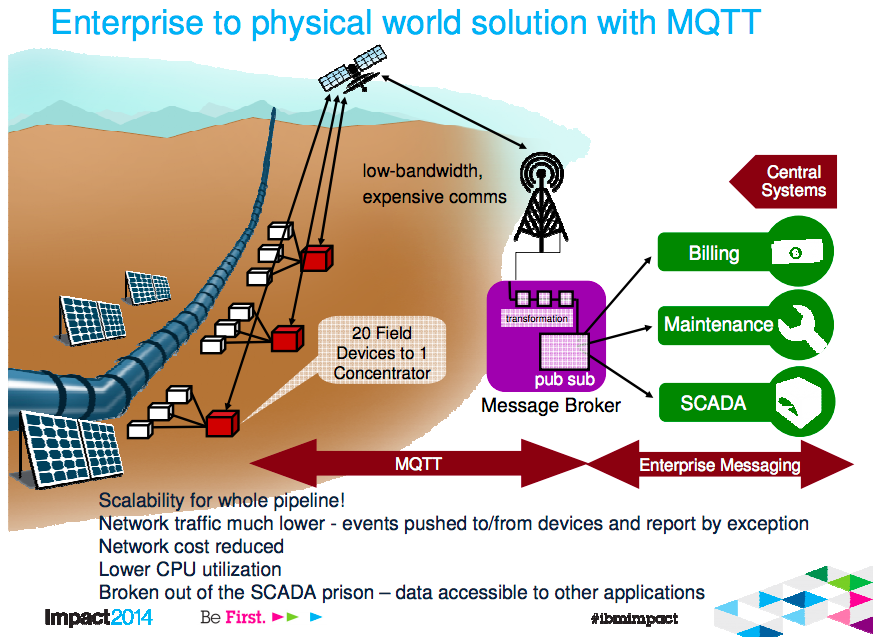 Enterprise to physical world solution with MQTT
low-bandwidth,
expensive comms
Central
Systems
Billing
transformation
Maintenance
20 Field
Devices to 1
Concentrator
pub sub
Message Broker
SCADA
MQTT
Enterprise Messaging
Scalability for whole pipeline!
Network traffic much lower - events pushed to/from devices and report by exception
Network cost reduced
Lower CPU utilization
Broken out of the SCADA prison – data accessible to other applications
Impact2014
Be First.
#ibmimpact